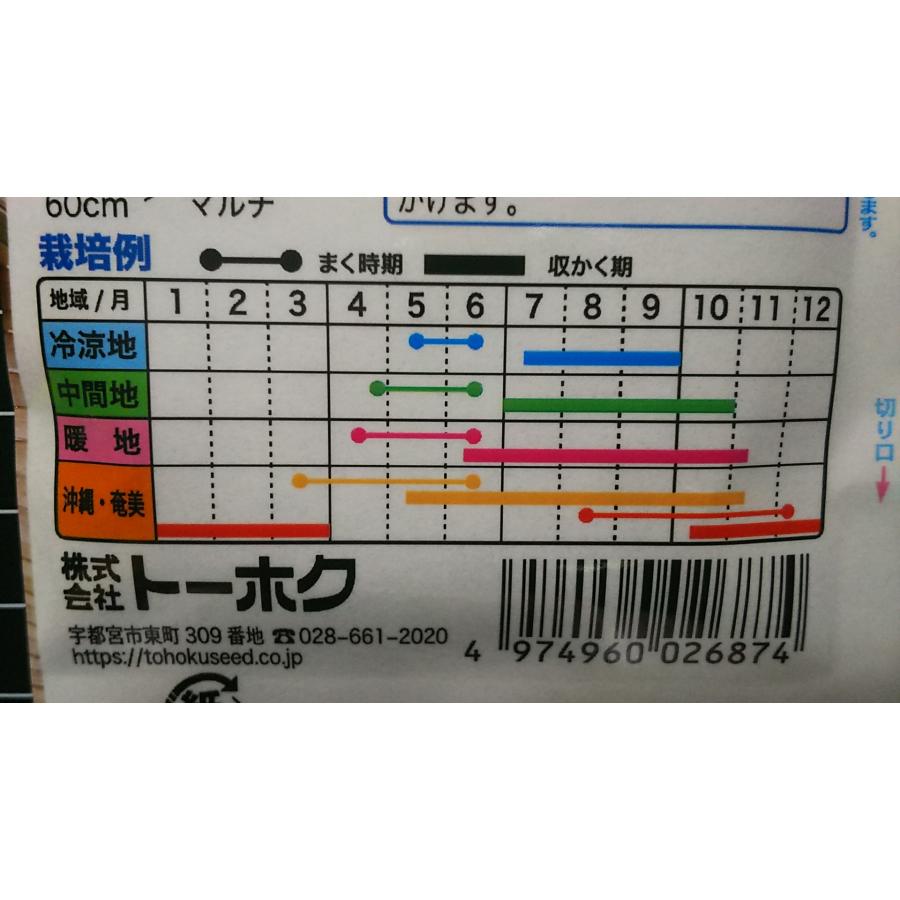 60cm マルチ
かけます。
ます。
栽培例 まく時期 収かく期
地域/月 1 2 3 4 5 6 7 8 9 10 11 12
冷涼地
中間地
暖 地
沖縄・奄美
切り口
株式会社 トーホク
宇都宮市東町309番地 ☎028-661-2020
https://tohokuseed.co.jp
4 974960 026874
紙